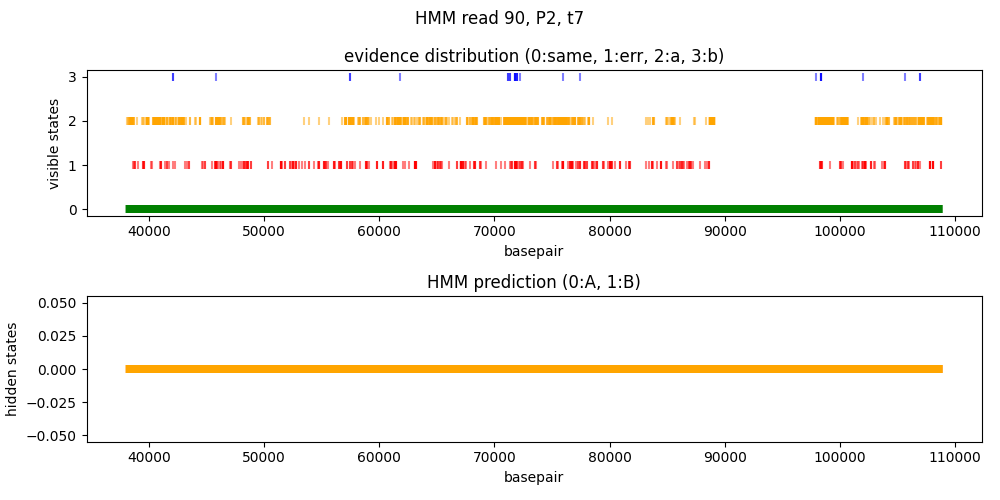 HMM read 90, P2, t7
evidence distribution (0:same, 1:err, 2:a, 3:b)
visible states
3
2
1
0
40000 50000 60000 70000 80000 90000 100000 110000
basepair
HMM prediction (0:A, 1:B)
hidden states
0.050
0.025
0.000
−0.025
−0.050
40000 50000 60000 70000 80000 90000 100000 110000
basepair